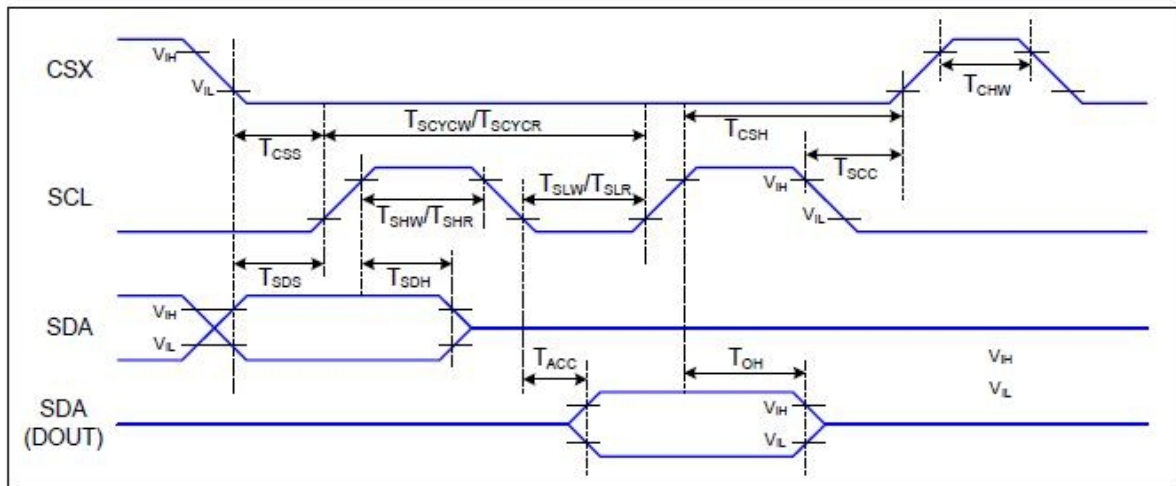 CSX
VIH
VIL
TCHW
TSCYCW/TSCYCR
TCSS
TCSH
TSCC
SCL
TSLW/TSLR
VIH
TSHW/TSHR
VIL
TSDS
TSDH
SDA
VIH
VIL
TACC
TOH
VIH
VIL
SDA
(DOUT)
VIH
VIL